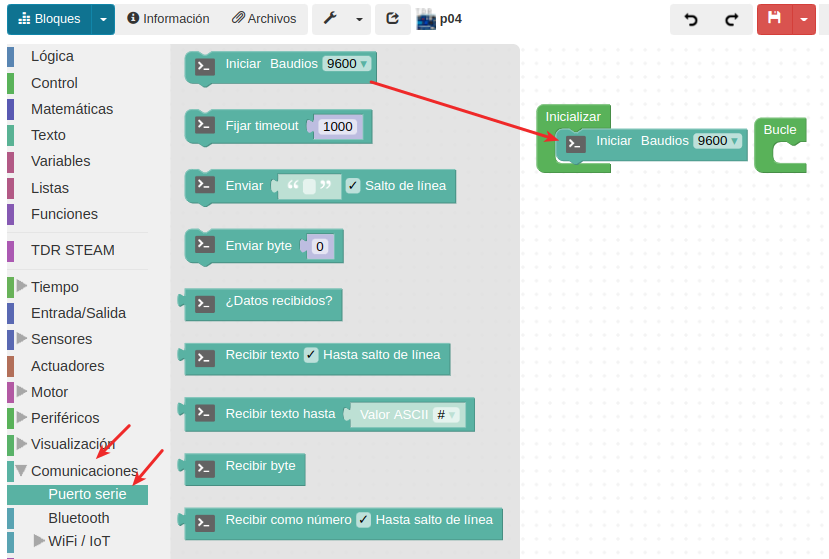 Bloques
Información
Archivos
p04
Lógica
Control
Matemáticas
Texto
Variables
Listas
Funciones
TDR STEAM
Tiempo
Entrada/Salida
Sensores
Actuadores
Motor
Periféricos
Visualización
Comunicaciones
Puerto serie
Bluetooth
WiFi / IoT
Iniciar Baudios 9600
Fijar timeout 1000
Enviar “ ” Salto de línea
Enviar byte 0
¿Datos recibidos?
Recibir texto Hasta salto de línea
Recibir texto hasta Valor ASCII #
Recibir byte
Recibir como número Hasta salto de línea
Inicializar
Iniciar Baudios 9600
Bucle